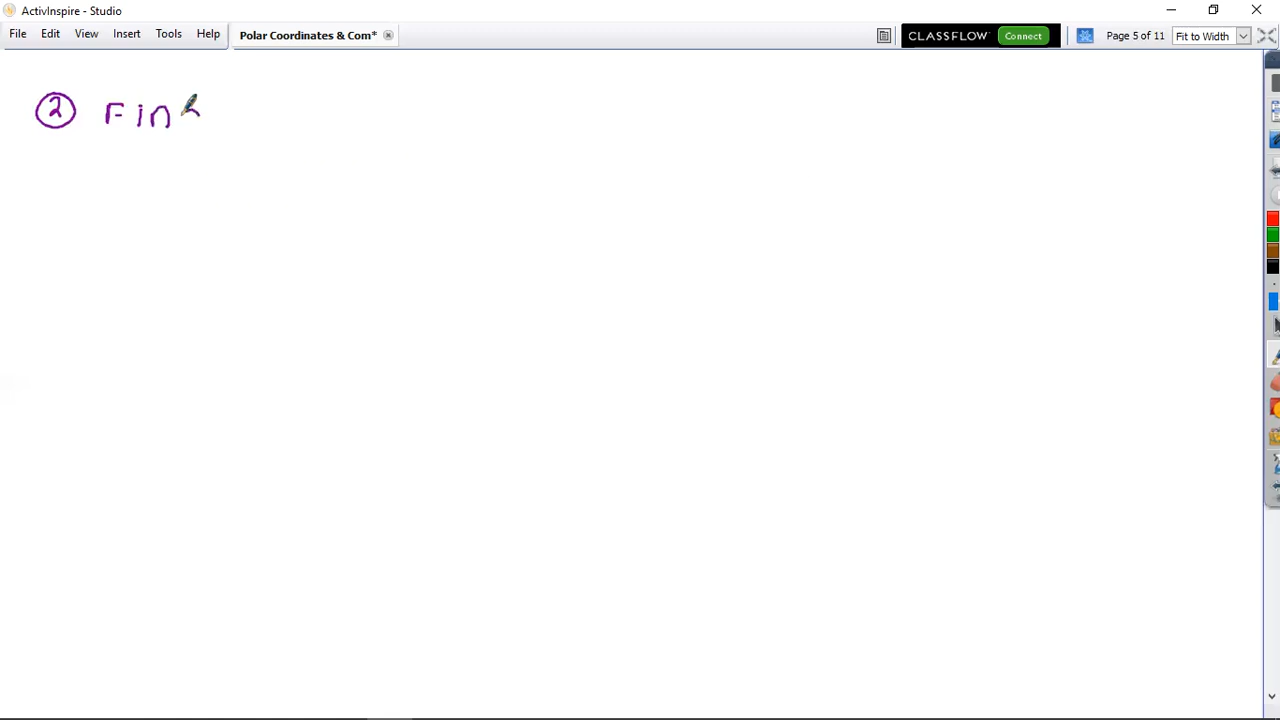 ActivInspire - Studio
File Edit View Insert Tools Help Polar Coordinates & Com* CLASSFLOW Connect Page 5 of 11 Fit to Width
② Fin